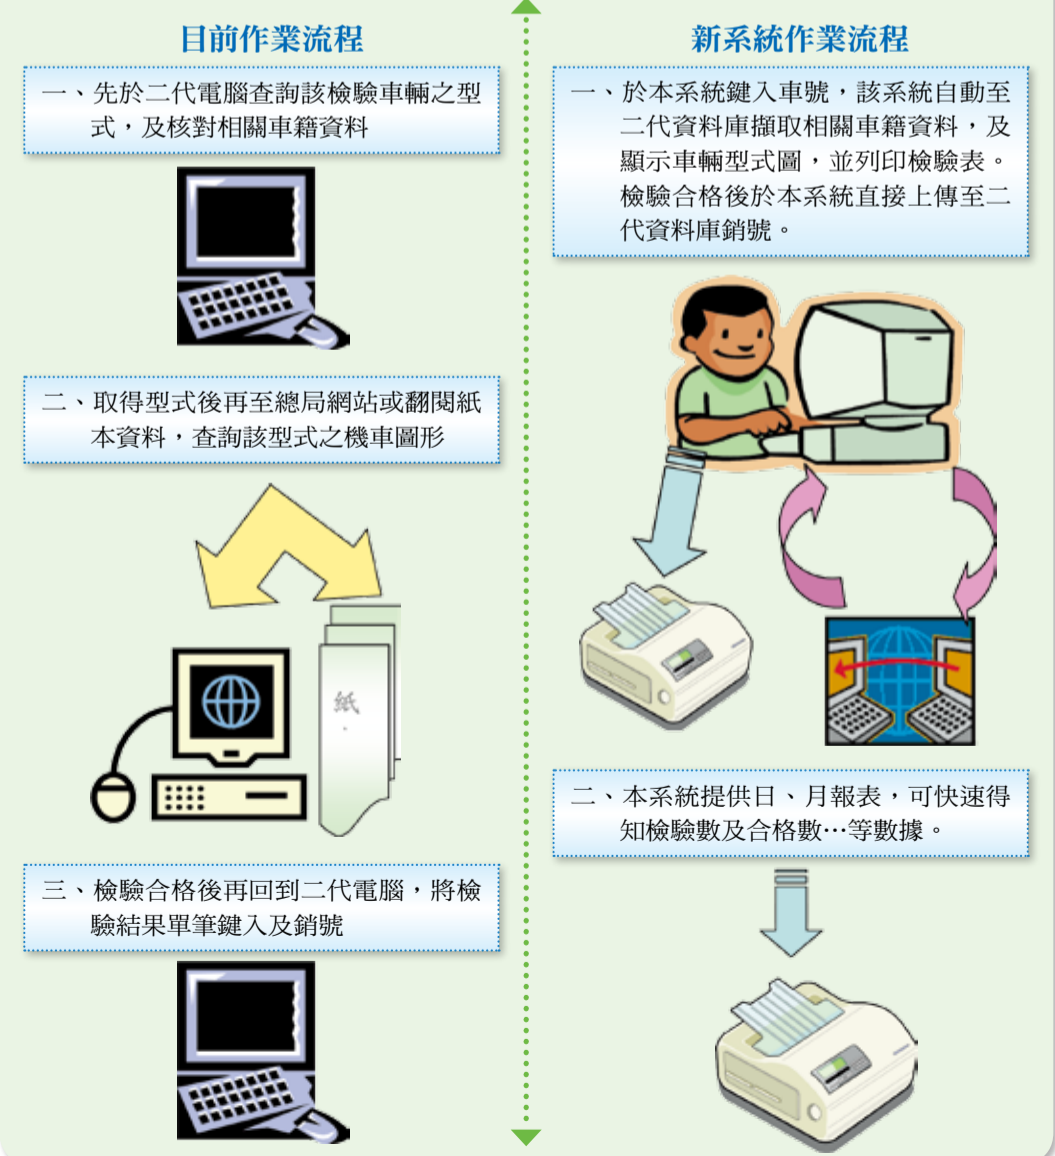 目前作業流程
一、先於二代電腦查詢該檢驗車輛之型
式，及核對相關車籍資料
二、取得型式後再至總局網站或翻閱紙
本資料，查詢該型式之機車圖形
紙
三、檢驗合格後再回到二代電腦，將檢
驗結果單筆鍵入及銷號
新系統作業流程
一、於本系統鍵入車號，該系統自動至
二代資料庫擷取相關車籍資料，及
顯示車輛型式圖，並列印檢驗表。
檢驗合格後於本系統直接上傳至二
代資料庫銷號。
二、本系統提供日、月報表，可快速得
知檢驗數及合格數…等數據。